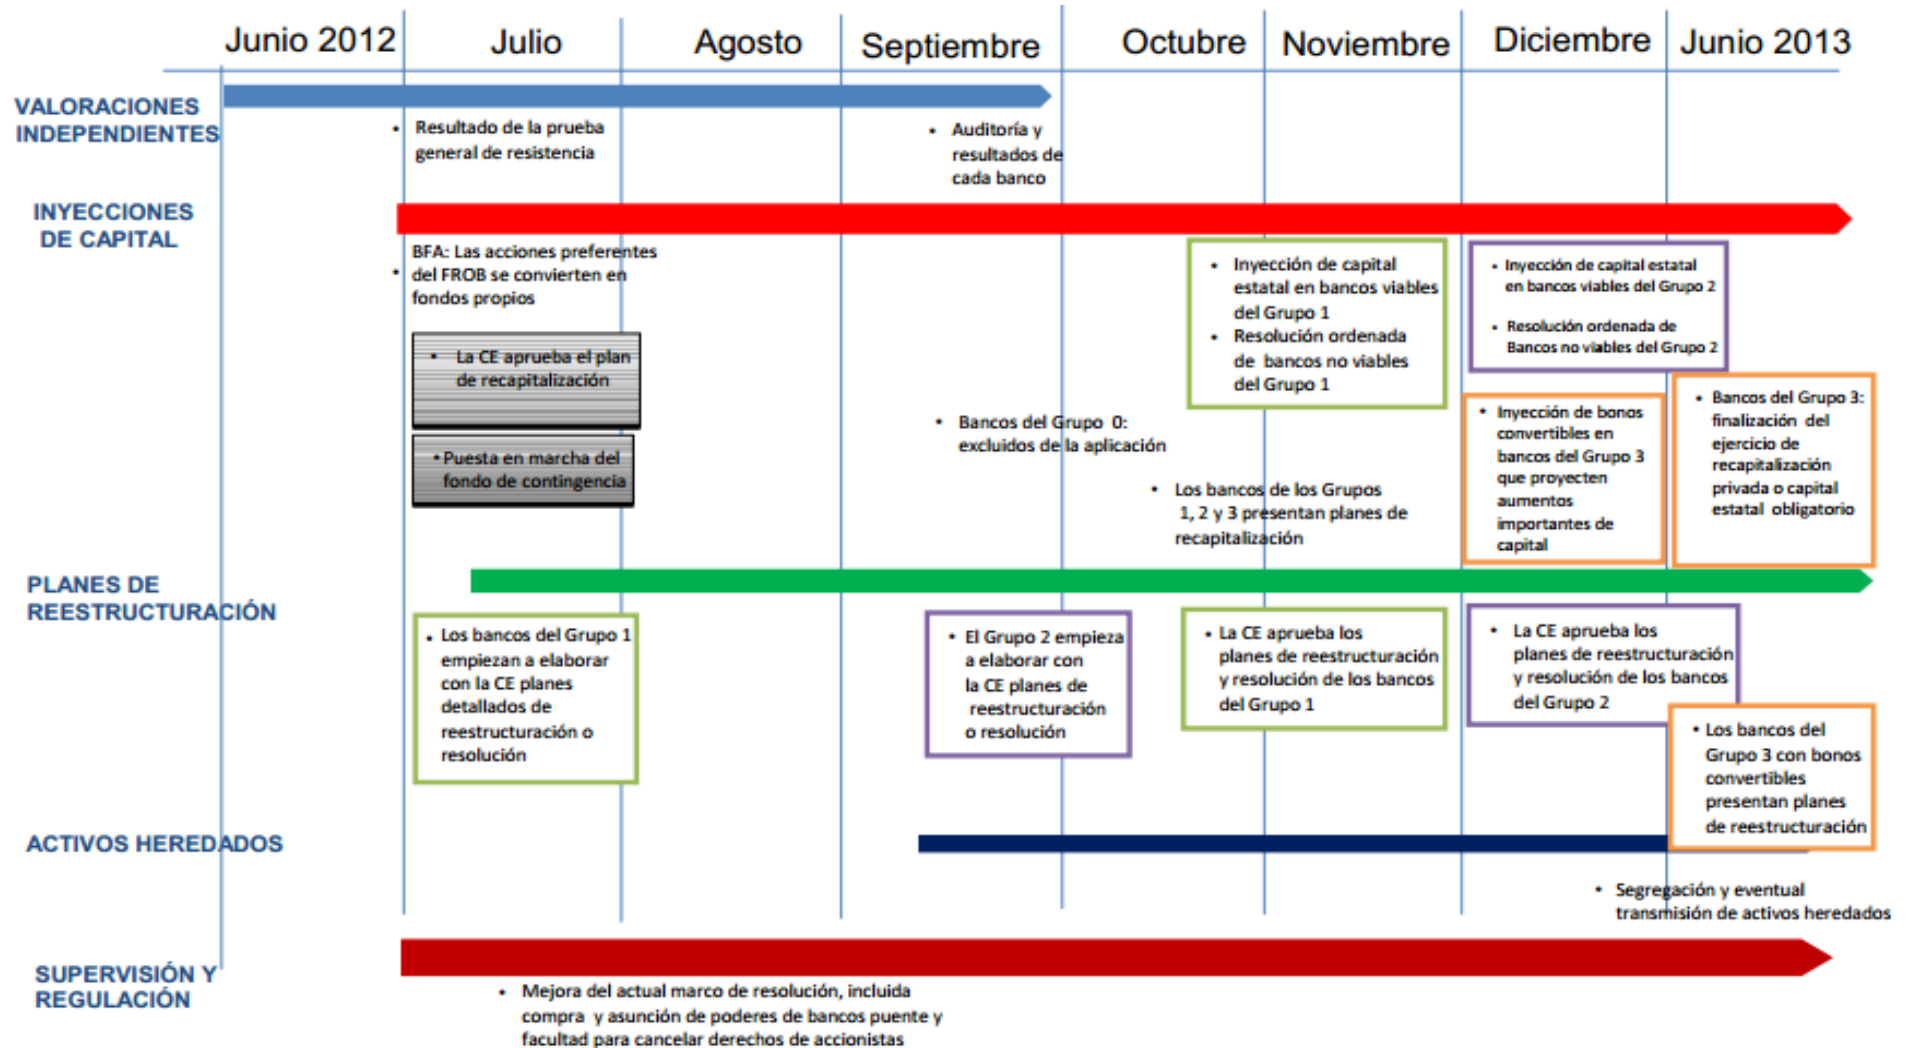 Junio 2012 Julio Agosto Septiembre Octubre Noviembre Diciembre Junio 2013
VALORACIONES
INDEPENDIENTES
• Resultado de la prueba
general de resistencia
• Auditoría y
resultados de
cada banco
INYECCIONES
DE CAPITAL
BFA: Las acciones preferentes
• del FROB se convierten en
fondos propios
• La CE aprueba el plan
de recapitalización
• Puesta en marcha del
fondo de contingencia
• Bancos del Grupo 0:
excluidos de la aplicación
• Los bancos de los Grupos
1, 2 y 3 presentan planes de
recapitalización
• Inyección de capital
estatal en bancos viables
del Grupo 1
• Resolución ordenada
de bancos no viables
del Grupo 1
• Inyección de capital estatal
en bancos viables del Grupo 2
• Resolución ordenada de
Bancos no viables del Grupo 2
• Inyección de bonos
convertibles en
bancos del Grupo 3
que proyecten
aumentos
importantes de
capital
• Bancos del Grupo 3:
finalización del
ejercicio de
recapitalización
privada o capital
estatal obligatorio
PLANES DE
REESTRUCTURACIÓN
• Los bancos del Grupo 1
empiezan a elaborar
con la CE planes
detallados de
reestructuración o
resolución
• El Grupo 2 empieza
a elaborar con
la CE planes de
reestructuración
o resolución
• La CE aprueba los
planes de reestructuración
y resolución de los bancos
del Grupo 1
• La CE aprueba los
planes de reestructuración
y resolución de los bancos
del Grupo 2
• Los bancos del
Grupo 3 con bonos
convertibles
presentan planes
de reestructuración
ACTIVOS HEREDADOS
• Segregación y eventual
transmisión de activos heredados
SUPERVISIÓN Y
REGULACIÓN
• Mejora del actual marco de resolución, incluida
compra y asunción de poderes de bancos puente y
facultad para cancelar derechos de accionistas